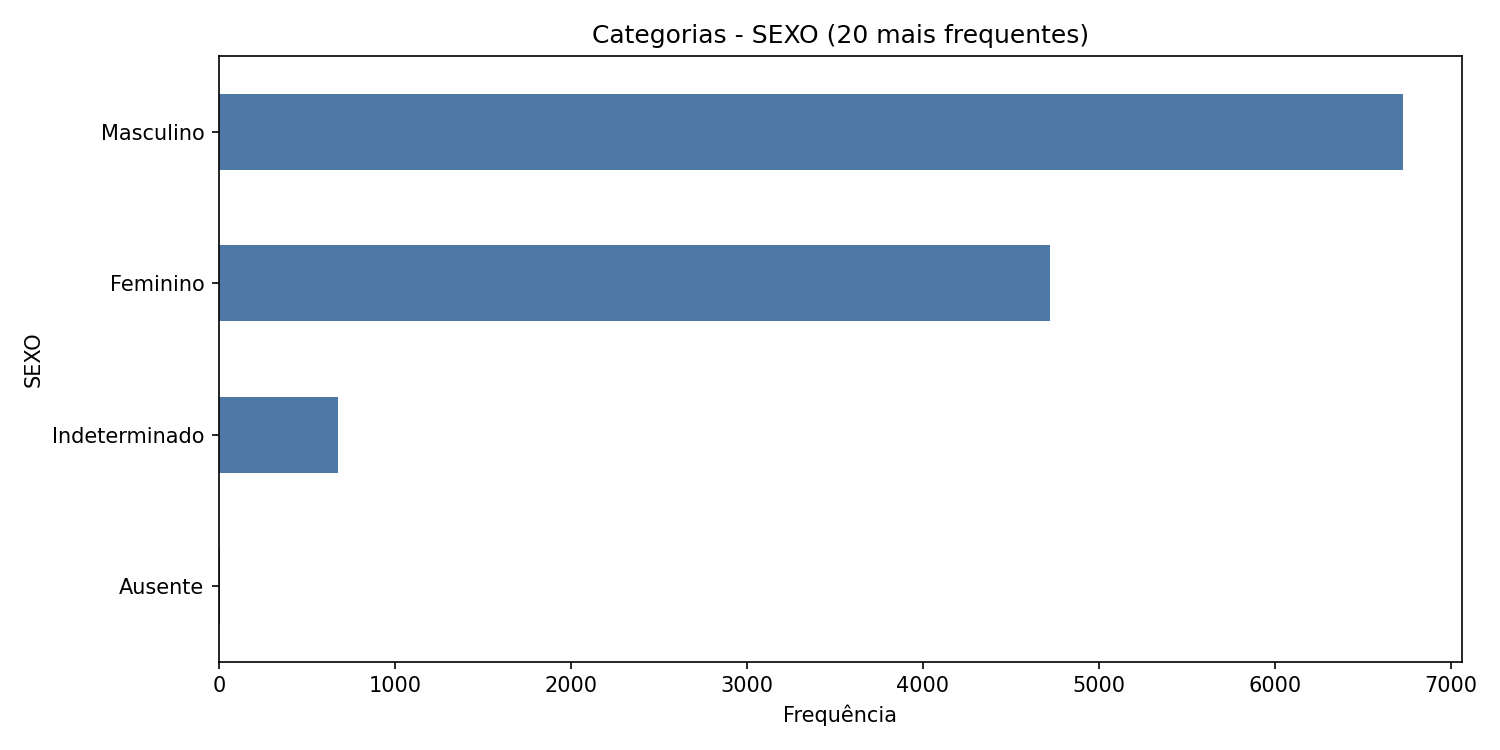 Categorias - SEXO (20 mais frequentes)
SEXO
Masculino
Feminino
Indeterminado
Ausente
0 1000 2000 3000 4000 5000 6000 7000
Frequência